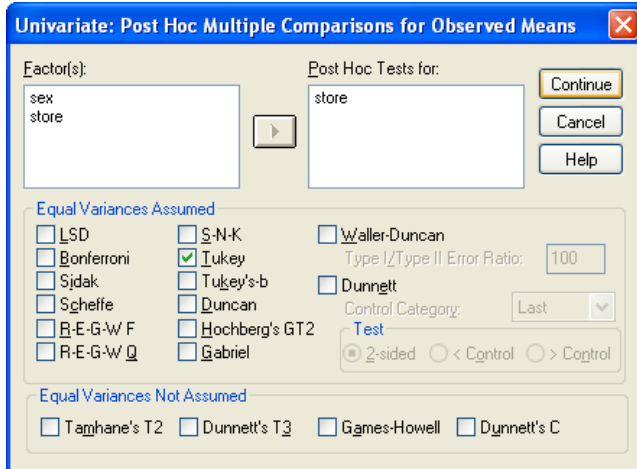 Univariate: Post Hoc Multiple Comparisons for Observed Means
Factor(s):
sex
store
Post Hoc Tests for:
store
Continue
Cancel
Help
Equal Variances Assumed
LSD
Bonferroni
Sidak
Scheffe
R-E-G-W F
R-E-G-W Q
S-N-K
Tukey
Tukey's-b
Duncan
Hochberg's GT2
Gabriel
Waller-Duncan
Type I/Type II Error Ratio: 100
Dunnett
Control Category: Last
Test
2-sided < Control > Control
Equal Variances Not Assumed
Tamhane's T2 Dunnett's T3 Games-Howell Dunnett's C